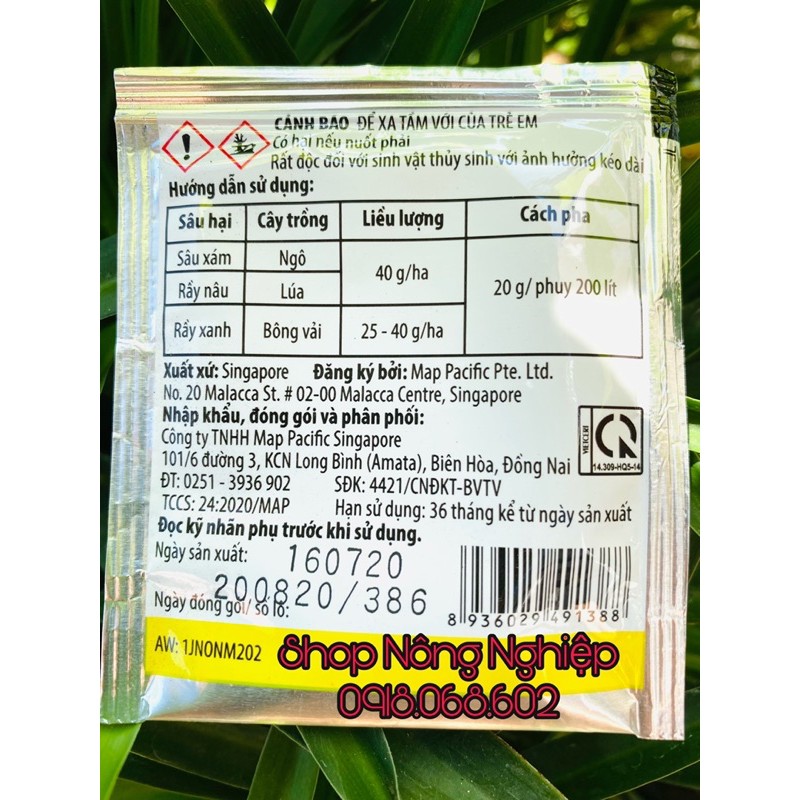 CẢNH BÁO ĐỂ XA TẦM VỚI CỦA TRẺ EM
Có hại nếu nuốt phải
Rất độc đối với sinh vật thủy sinh với ảnh hưởng kéo dài
Hướng dẫn sử dụng:
Sâu hại Cây trồng Liều lượng Cách pha
Sâu xám Ngô 40 g/ha 20 g/ phuy 200 lít
Rầy nâu Lúa
Rầy xanh Bông vải 25 - 40 g/ha
Xuất xứ: Singapore Đăng ký bởi: Map Pacific Pte. Ltd.
No. 20 Malacca St. # 02-00 Malacca Centre, Singapore
Nhập khẩu, đóng gói và phân phối:
Công ty TNHH Map Pacific Singapore
101/6 đường 3, KCN Long Bình (Amata), Biên Hòa, Đồng Nai
VIETCERT
14.309-HQ5-14
ĐT: 0251 - 3936 902 SĐK: 4421/CNĐKT-BVTV
TCCS: 24:2020/MAP Hạn sử dụng: 36 tháng kể từ ngày sản xuất
Đọc kỹ nhãn phụ trước khi sử dụng.
Ngày sản xuất: 160720
Ngày đóng gói/ số lô: 200820/386
8 936029 491388
AW: 1JNONM202
Shop Nông Nghiệp
0918.068.602